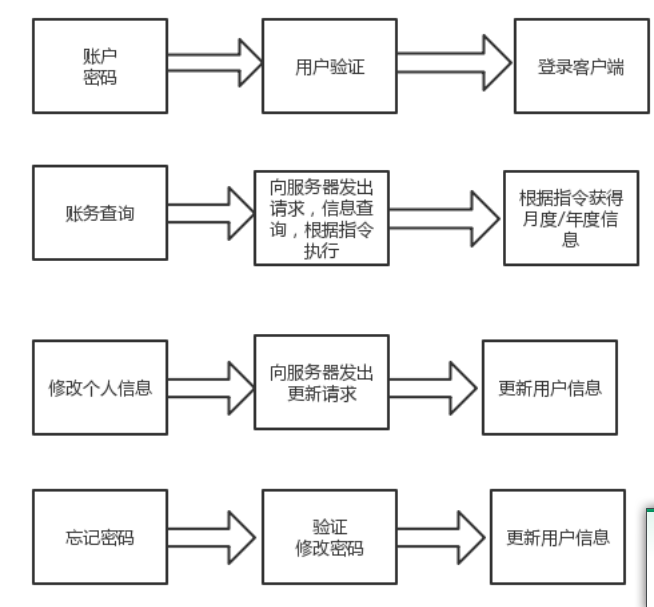 账户
密码
用户验证
登录客户端
账务查询
向服务器发出
请求，信息查
询，根据指令
执行
根据指令获得
月度/年度信
息
修改个人信息
向服务器发出
更新请求
更新用户信息
忘记密码
验证
修改密码
更新用户信息